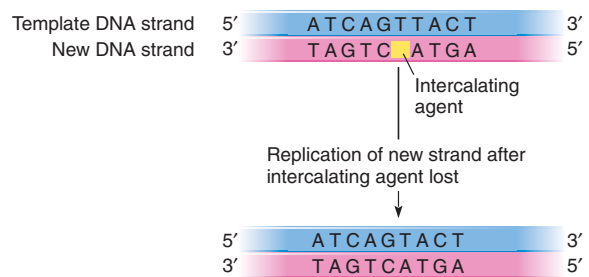 Template DNA strand 5′ ATCAGTTACT 3′
New DNA strand 3′ TAGTC ATGA 5′
Intercalating
agent
Replication of new strand after
intercalating agent lost
5′ ATCAGTACT 3′
3′ TAGTCATGA 5′